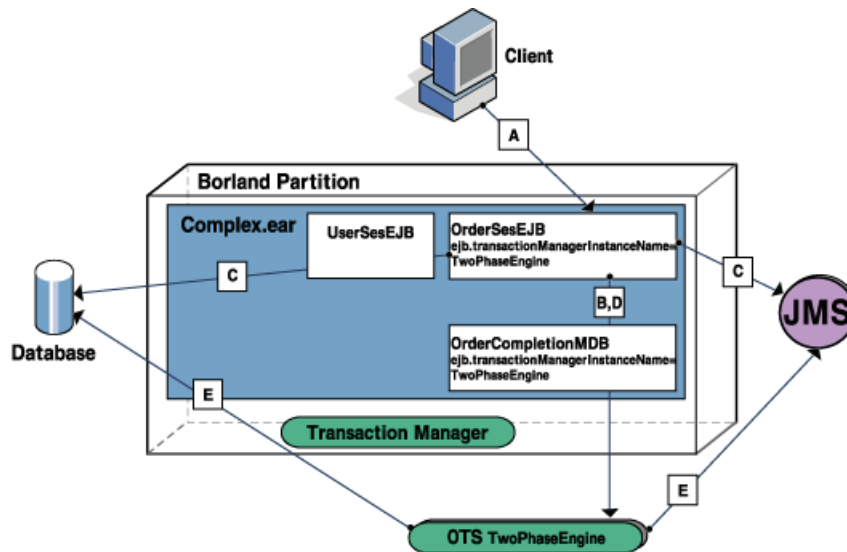 Client
A
Borland Partition
Complex.ear
UserSesEJB
OrderSesEJB
ejb.transactionManagerInstanceName=
TwoPhaseEngine
C
C
B,D
JMS
Database
OrderCompletionMDB
ejb.transactionManagerInstanceName=
TwoPhaseEngine
E
Transaction Manager
E
OTS TwoPhaseEngine